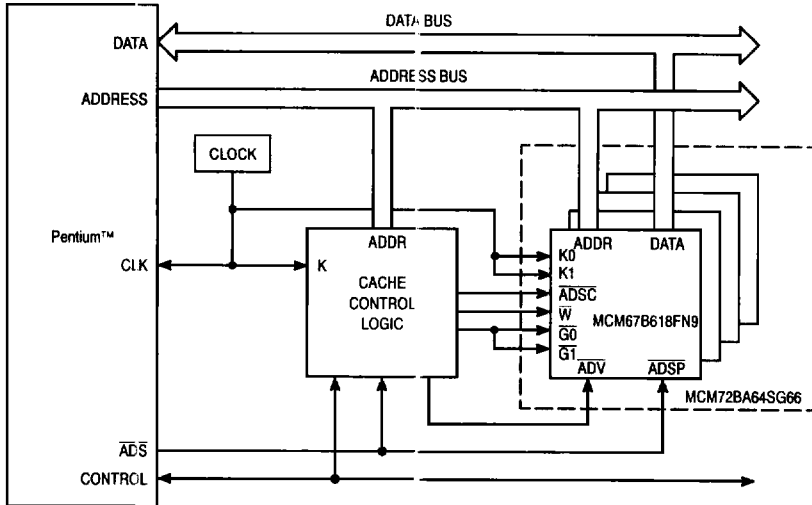 DATA BUS
DATA
ADDRESS BUS
ADDRESS
CLOCK
Pentium™
ADDR
ADDR DATA
CLK
K
K0
K1
CACHE
CONTROL
LOGIC
ADSC
W
MCM67B618FN9
G0
G1
ADV ADSP
MCM72BA64SG66
ADS
CONTROL